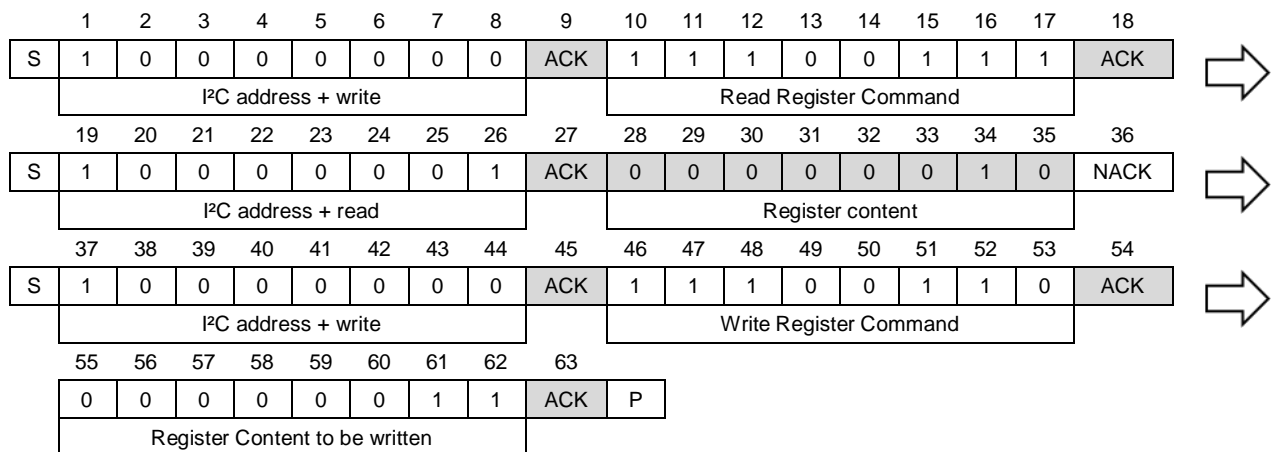 1 2 3 4 5 6 7 8 9 10 11 12 13 14 15 16 17 18
S 1 0 0 0 0 0 0 0 ACK 1 1 1 0 0 1 1 1 ACK
I²C address + write Read Register Command
19 20 21 22 23 24 25 26 27 28 29 30 31 32 33 34 35 36
S 1 0 0 0 0 0 0 1 ACK 0 0 0 0 0 0 1 0 NACK
I²C address + read Register content
37 38 39 40 41 42 43 44 45 46 47 48 49 50 51 52 53 54
S 1 0 0 0 0 0 0 0 ACK 1 1 1 0 0 1 1 0 ACK
I²C address + write Write Register Command
55 56 57 58 59 60 61 62 63
0 0 0 0 0 0 1 1 ACK P
Register Content to be written